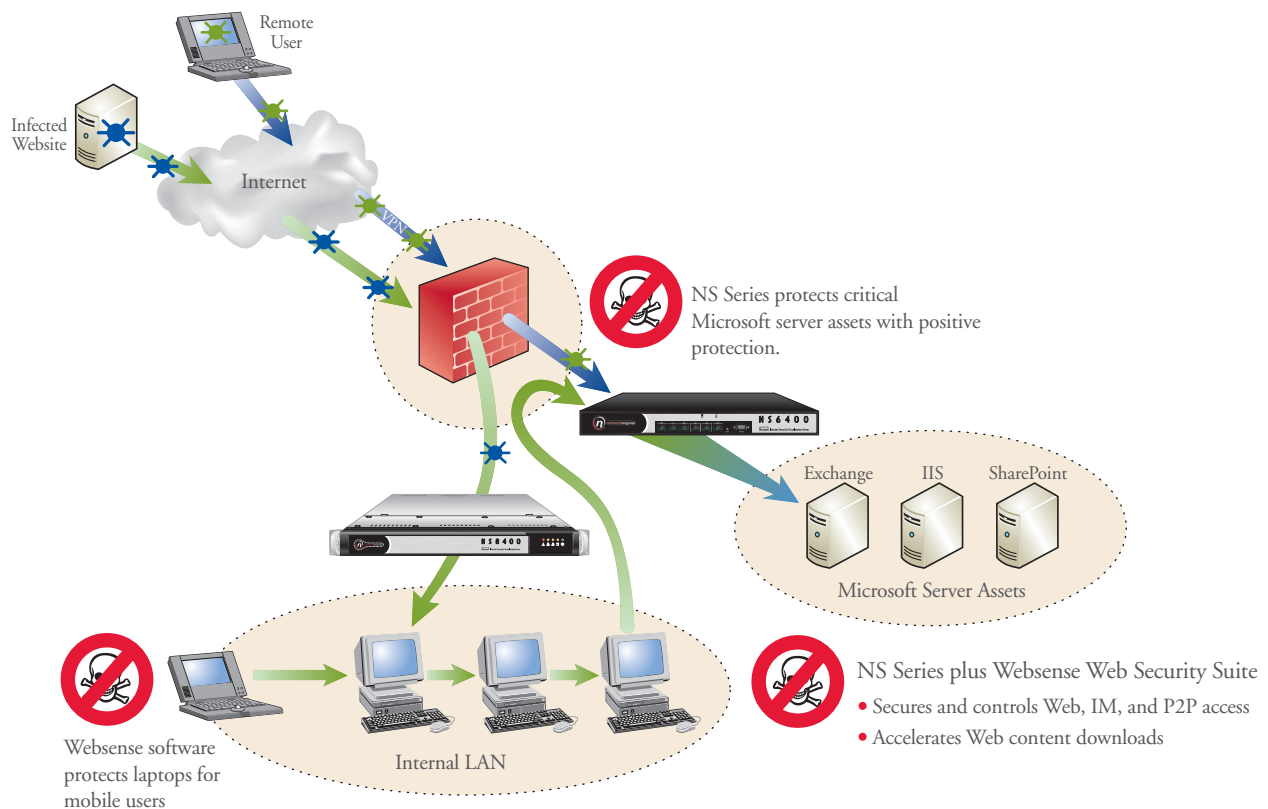 Remote
User
Infected
Website
Internet
VPN
NS Series protects critical
Microsoft server assets with positive
protection.
NS6400
Exchange
IIS
SharePoint
NS8400
Microsoft Server Assets
Internal LAN
Websense software
protects laptops for
mobile users
NS Series plus Websense Web Security Suite
• Secures and controls Web, IM, and P2P access
• Accelerates Web content downloads